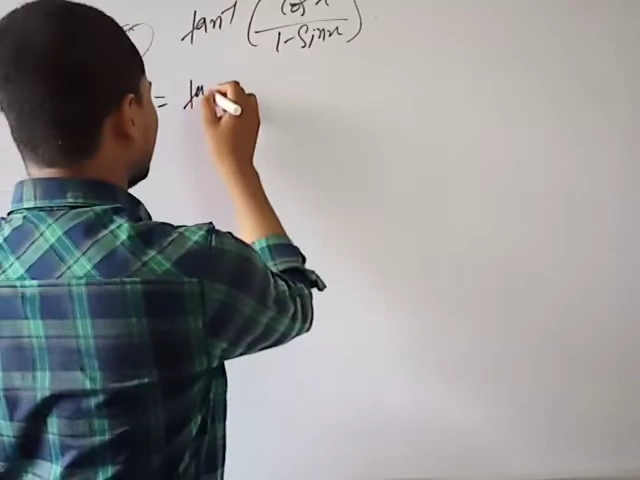 tan⁻¹ (cos x / 1 - sin x)
= ta